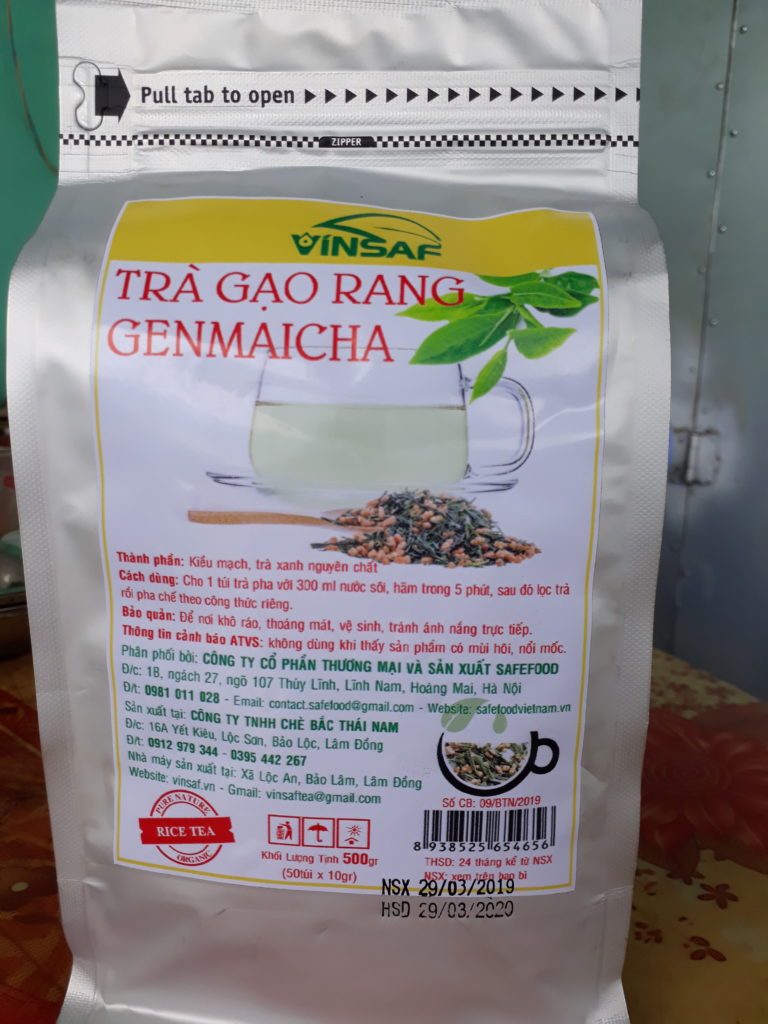 Pull tab to open
ZIPPER
VINSAF
TRÀ GẠO RANG
GENMAICHA
Thành phần: Kiều mạch, trà xanh nguyên chất
Cách dùng: Cho 1 túi trà pha với 300 ml nước sôi, hãm trong 5 phút, sau đó lọc trà
rồi pha chế theo công thức riêng.
Bảo quản: Để nơi khô ráo, thoáng mát, vệ sinh, tránh ánh nắng trực tiếp.
Thông tin cảnh báo ATVS: không dùng khi thấy sản phẩm có mùi hôi, nổi mốc.
Phân phối bởi: CÔNG TY CỔ PHẦN THƯƠNG MẠI VÀ SẢN XUẤT SAFEFOOD
Đ/c: 1B, ngách 27, ngõ 107 Thúy Lĩnh, Lĩnh Nam, Hoàng Mai, Hà Nội
Đ/t: 0981 011 028 - Email: contact.safefood@gmail.com - Website: safefoodvietnam.vn
Sản xuất tại: CÔNG TY TNHH CHÈ BẮC THÁI NAM
Đ/c: 16A Yết Kiêu, Lộc Sơn, Bảo Lộc, Lâm Đồng
Đ/t: 0912 979 344 - 0395 442 267
Nhà máy sản xuất tại: Xã Lộc An, Bảo Lâm, Lâm Đồng
Website: vinsaf.vn - Gmail: vinsaftea@gmail.com
PURE NATURE
RICE TEA
ORGANIC
Khối Lượng Tịnh 500gr
(50túi x 10gr)
Số CB: 09/BTN/2019
8 938525 654656
THSD: 24 tháng kể từ NSX
NSX: xem trên bao bì
NSX 29/03/2019
HSD 29/03/2020